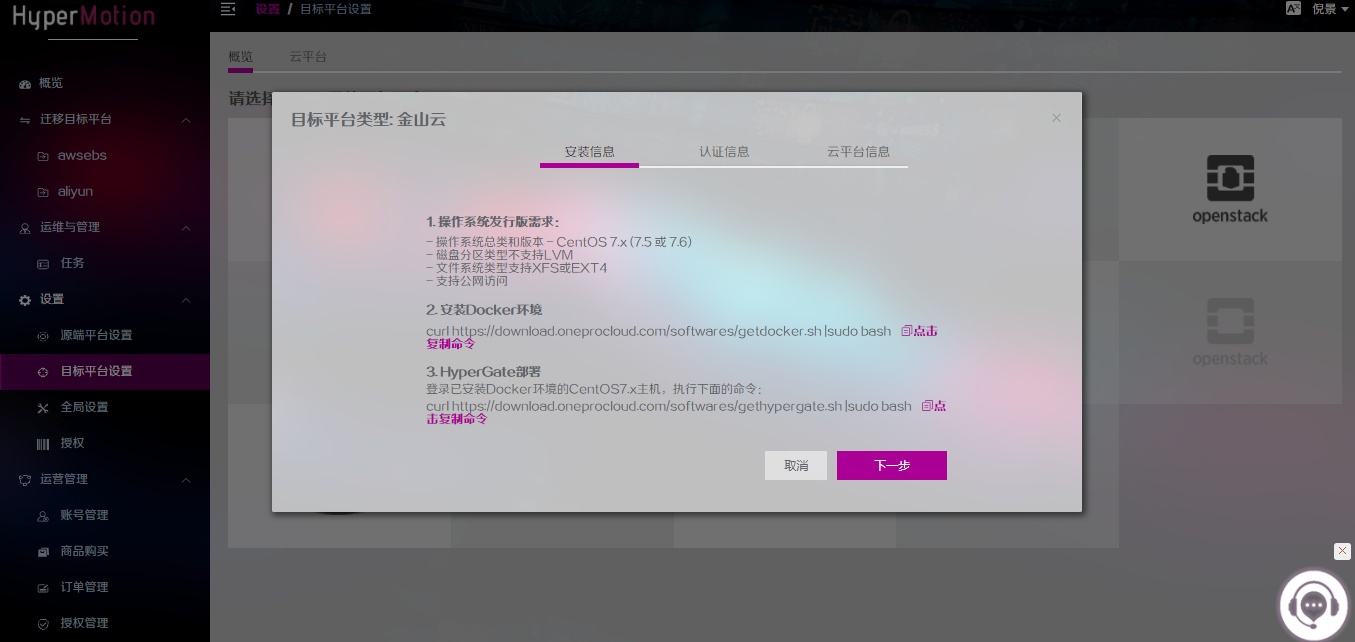 HyperMotion
设置 / 目标平台设置
倪景
概览
迁移目标平台
awsebs
aliyun
运维与管理
任务
设置
源端平台设置
目标平台设置
全局设置
授权
运营管理
账号管理
商品购买
订单管理
授权管理
概览 云平台
请选择
目标平台类型: 金山云
×
安装信息 认证信息 云平台信息
1. 操作系统发行版需求：
- 操作系统总类和版本 - CentOS 7.x (7.5 或 7.6)
- 磁盘分区类型不支持LVM
- 文件系统类型支持XFS或EXT4
- 支持公网访问
2. 安装Docker环境
curl https://download.oneprocloud.com/softwares/getdocker.sh |sudo bash 点击
复制命令
3. HyperGate部署
登录已安装Docker环境的CentOS7.x主机，执行下面的命令：
curl https://download.oneprocloud.com/softwares/gethypergate.sh |sudo bash 点
击复制命令
取消 下一步
openstack
openstack